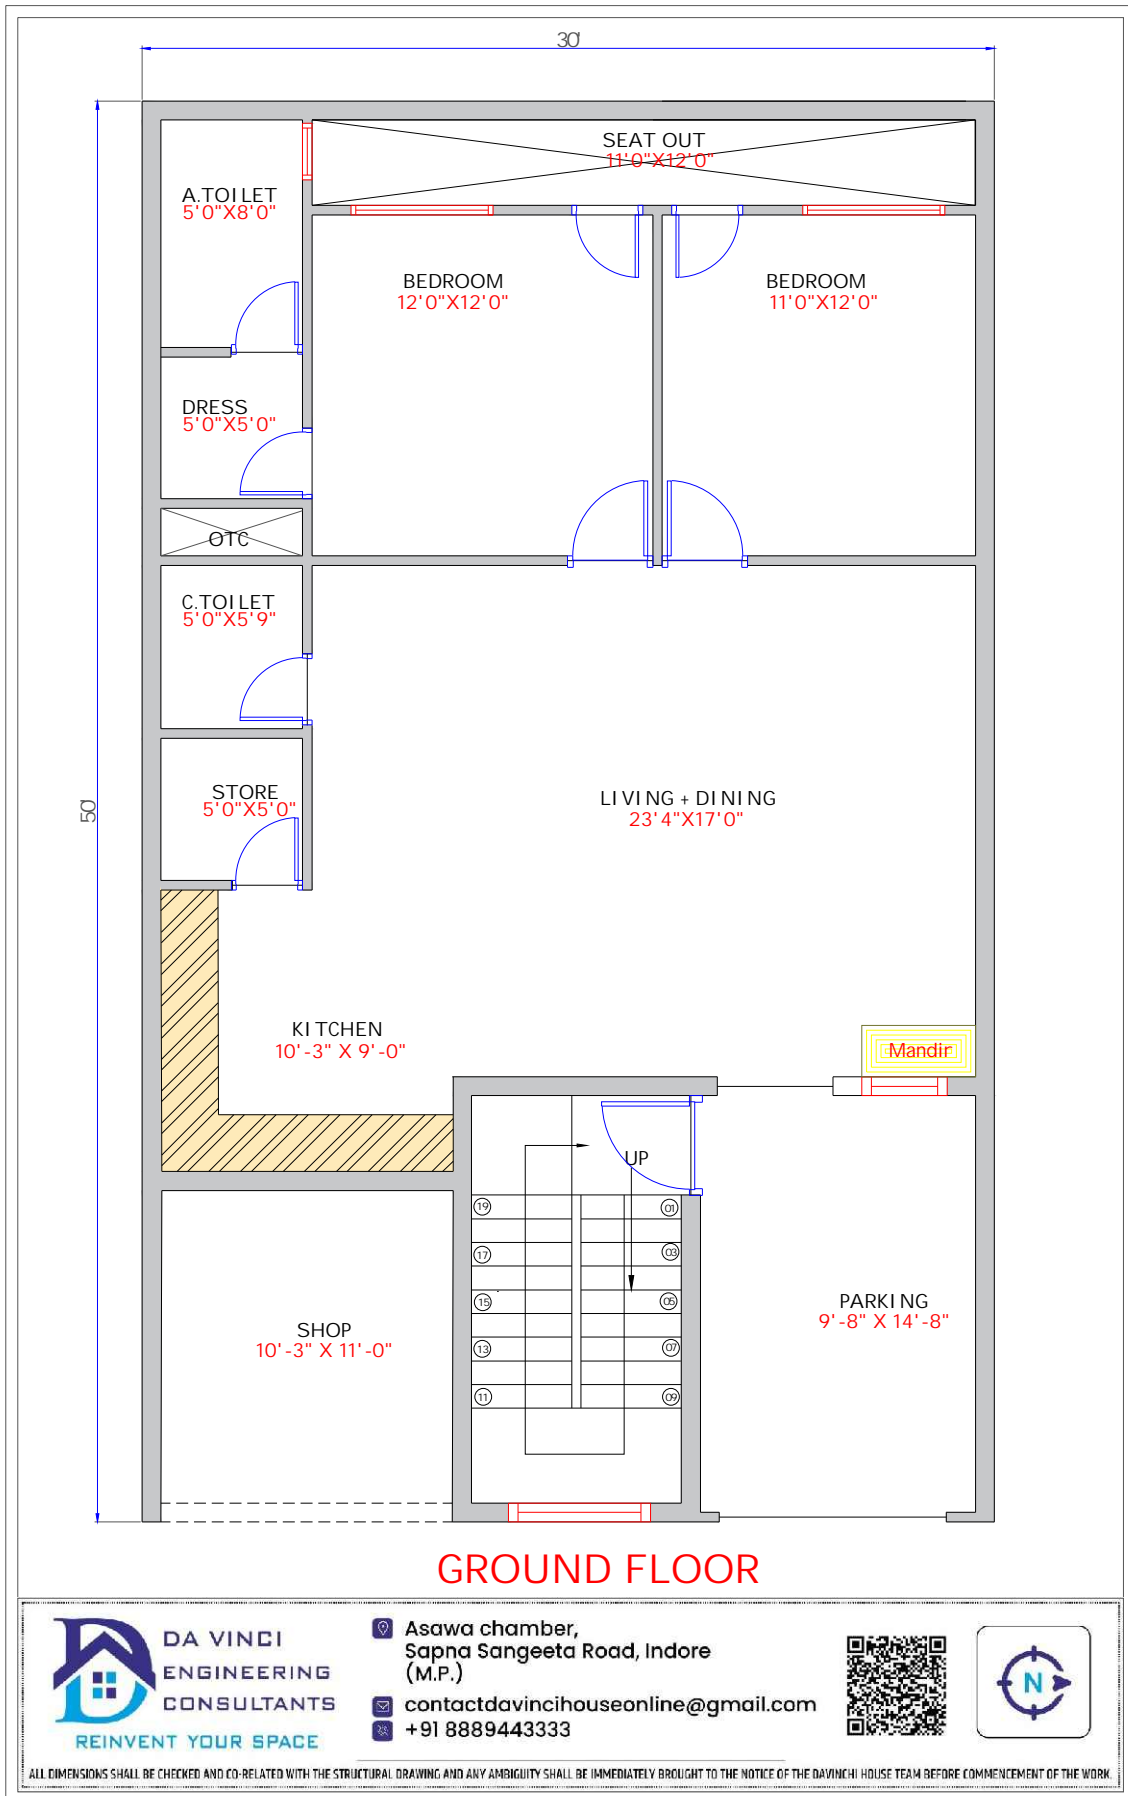 30'
SEAT OUT
11'0"X12'0"
A.TOILET
5'0"X8'0"
BEDROOM
12'0"X12'0"
BEDROOM
11'0"X12'0"
DRESS
5'0"X5'0"
OTC
C.TOILET
5'0"X5'9"
50'
STORE
5'0"X5'0"
LIVING + DINING
23'4"X17'0"
KITCHEN
10'-3" X 9'-0"
Mandir
UP
19
01
17
03
15
05
13
07
11
09
SHOP
10'-3" X 11'-0"
PARKING
9'-8" X 14'-8"
GROUND FLOOR
DA VINCI
ENGINEERING
CONSULTANTS
REINVENT YOUR SPACE
Asawa chamber,
Sapna Sangeeta Road, Indore
(M.P.)
contactdavincihouseonline@gmail.com
+91 8889443333
N
ALL DIMENSIONS SHALL BE CHECKED AND CO-RELATED WITH THE STRUCTURAL DRAWING AND ANY AMBIGUITY SHALL BE IMMEDIATELY BROUGHT TO THE NOTICE OF THE DAVINCHI HOUSE TEAM BEFORE COMMENCEMENT OF THE WORK.